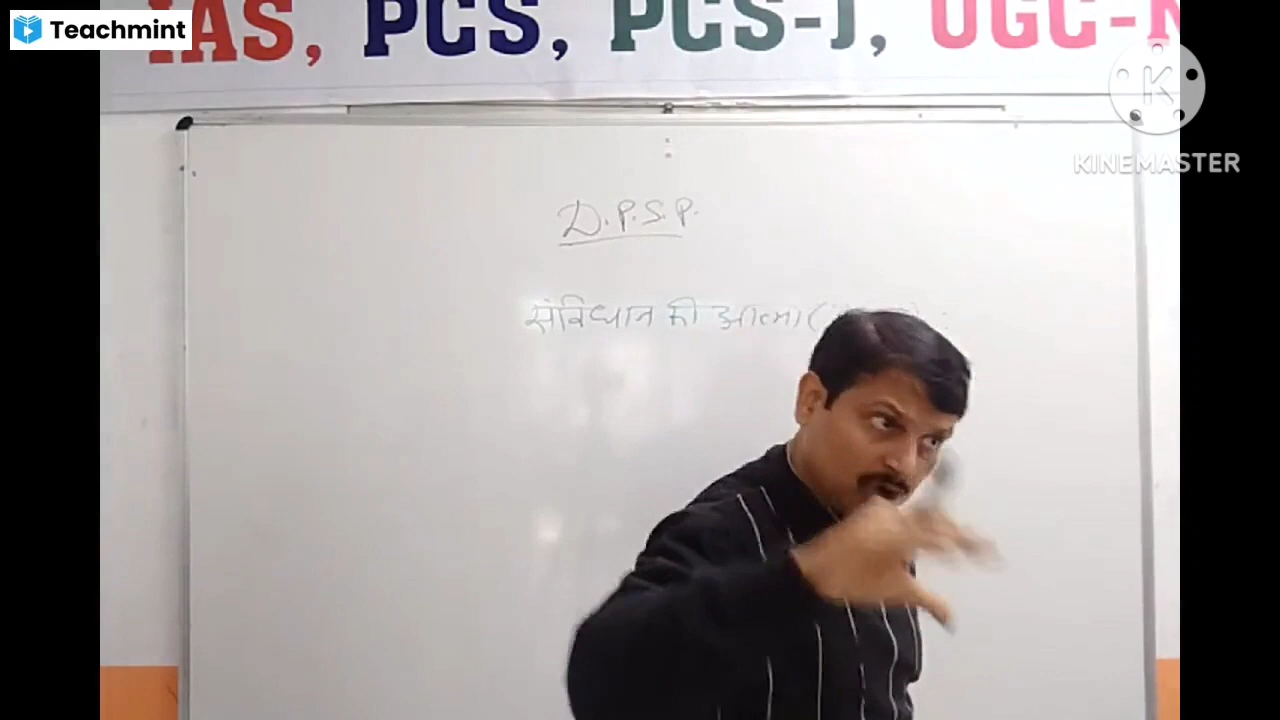 Teachmint
IAS, PCS, PCS-J, UGC-N
KINEMASTER
D.P.S.P.
संविधान की आत्मा (